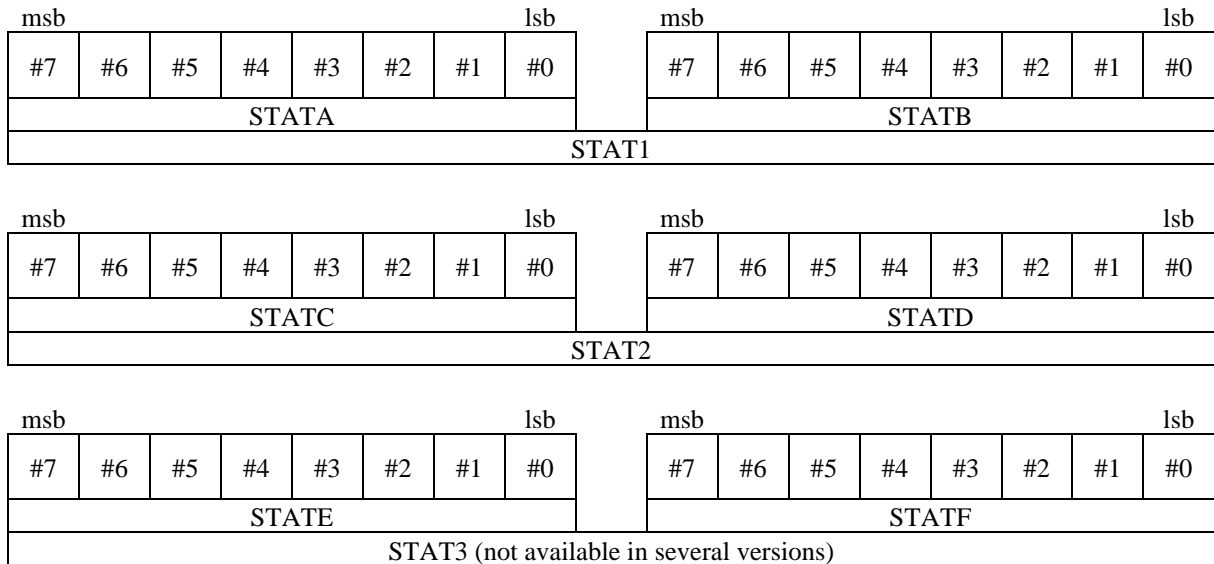 msb lsb msb lsb
#7 #6 #5 #4 #3 #2 #1 #0 #7 #6 #5 #4 #3 #2 #1 #0
STATA STATB
STAT1
msb lsb msb lsb
#7 #6 #5 #4 #3 #2 #1 #0 #7 #6 #5 #4 #3 #2 #1 #0
STATC STATD
STAT2
msb lsb msb lsb
#7 #6 #5 #4 #3 #2 #1 #0 #7 #6 #5 #4 #3 #2 #1 #0
STATE STATF
STAT3 (not available in several versions)